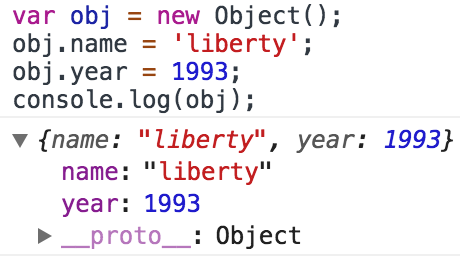 var obj = new Object();
obj.name = 'liberty';
obj.year = 1993;
console.log(obj);
▼ {name: "liberty", year: 1993}
name: "liberty"
year: 1993
▶ __proto__: Object